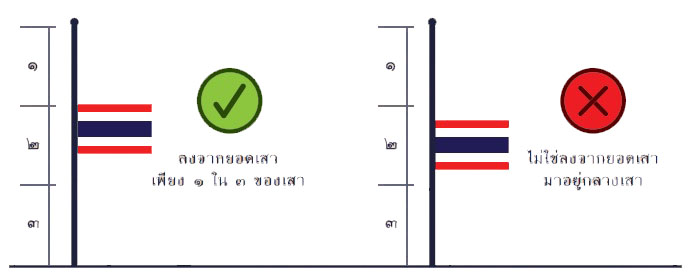 ๑
๒
๓
ลงจากยอดเสา
เพียง ๑ ใน ๓ ของเสา
๑
๒
๓
ไม่ใช่ลงจากยอดเสา
มาอยู่กลางเสา